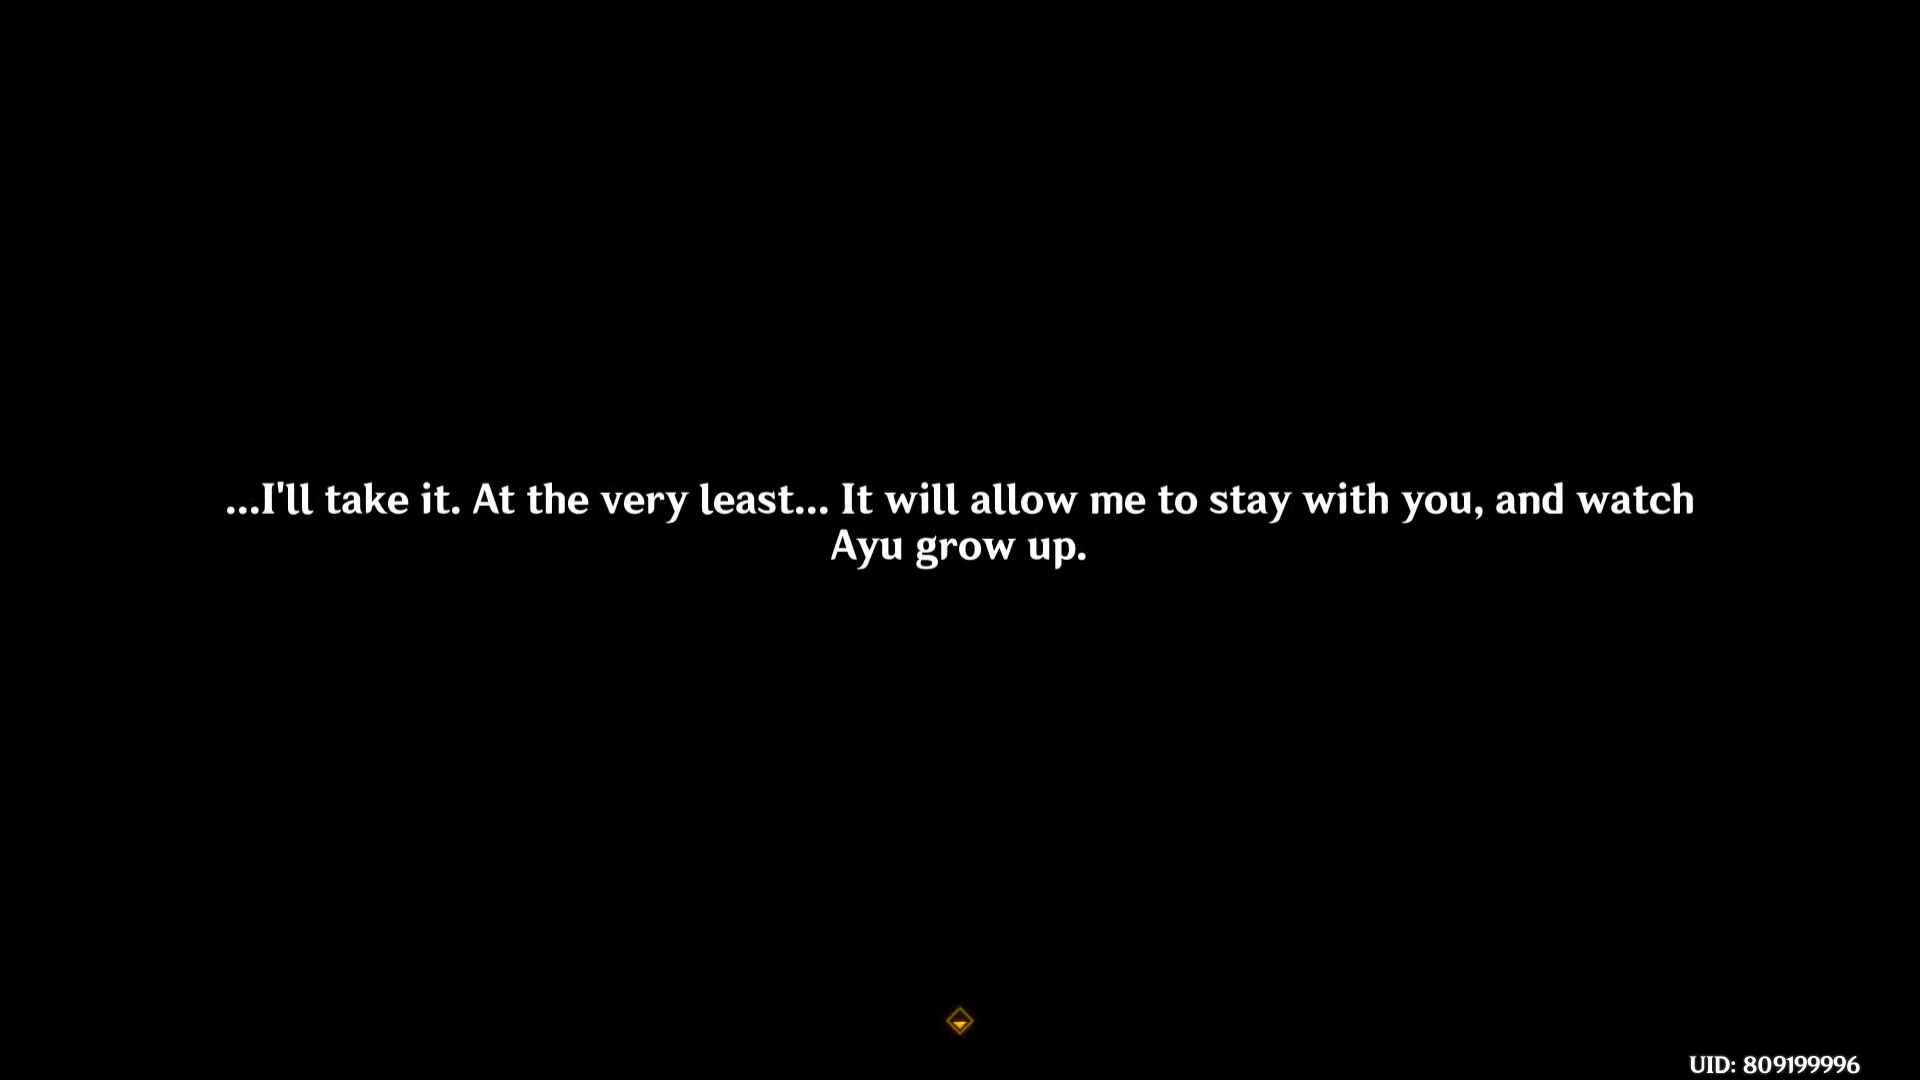 ...I'll take it. At the very least... It will allow me to stay with you, and watch
Ayu grow up.
UID: 809199996